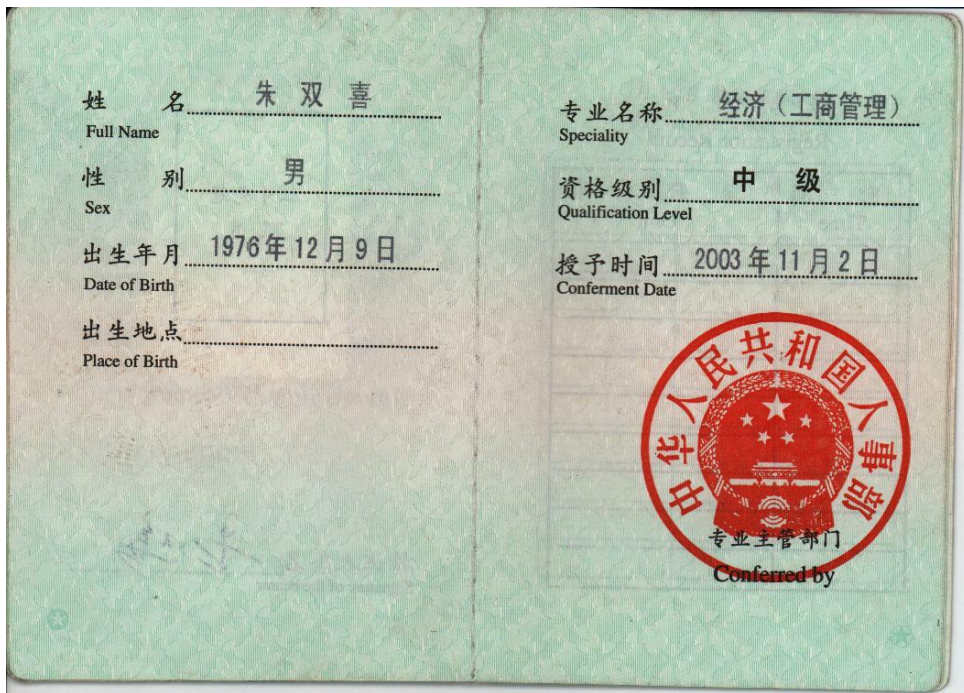 姓 名 朱 双 喜
Full Name
性 别 男
Sex
出生年月 1976年12月9日
Date of Birth
出生地点
Place of Birth
专业名称 经济（工商管理）
Speciality
资格级别 中 级
Qualification Level
授予时间 2003年11月2日
Conferment Date
中华人民共和国人事部
专业主管部门
Conferred by